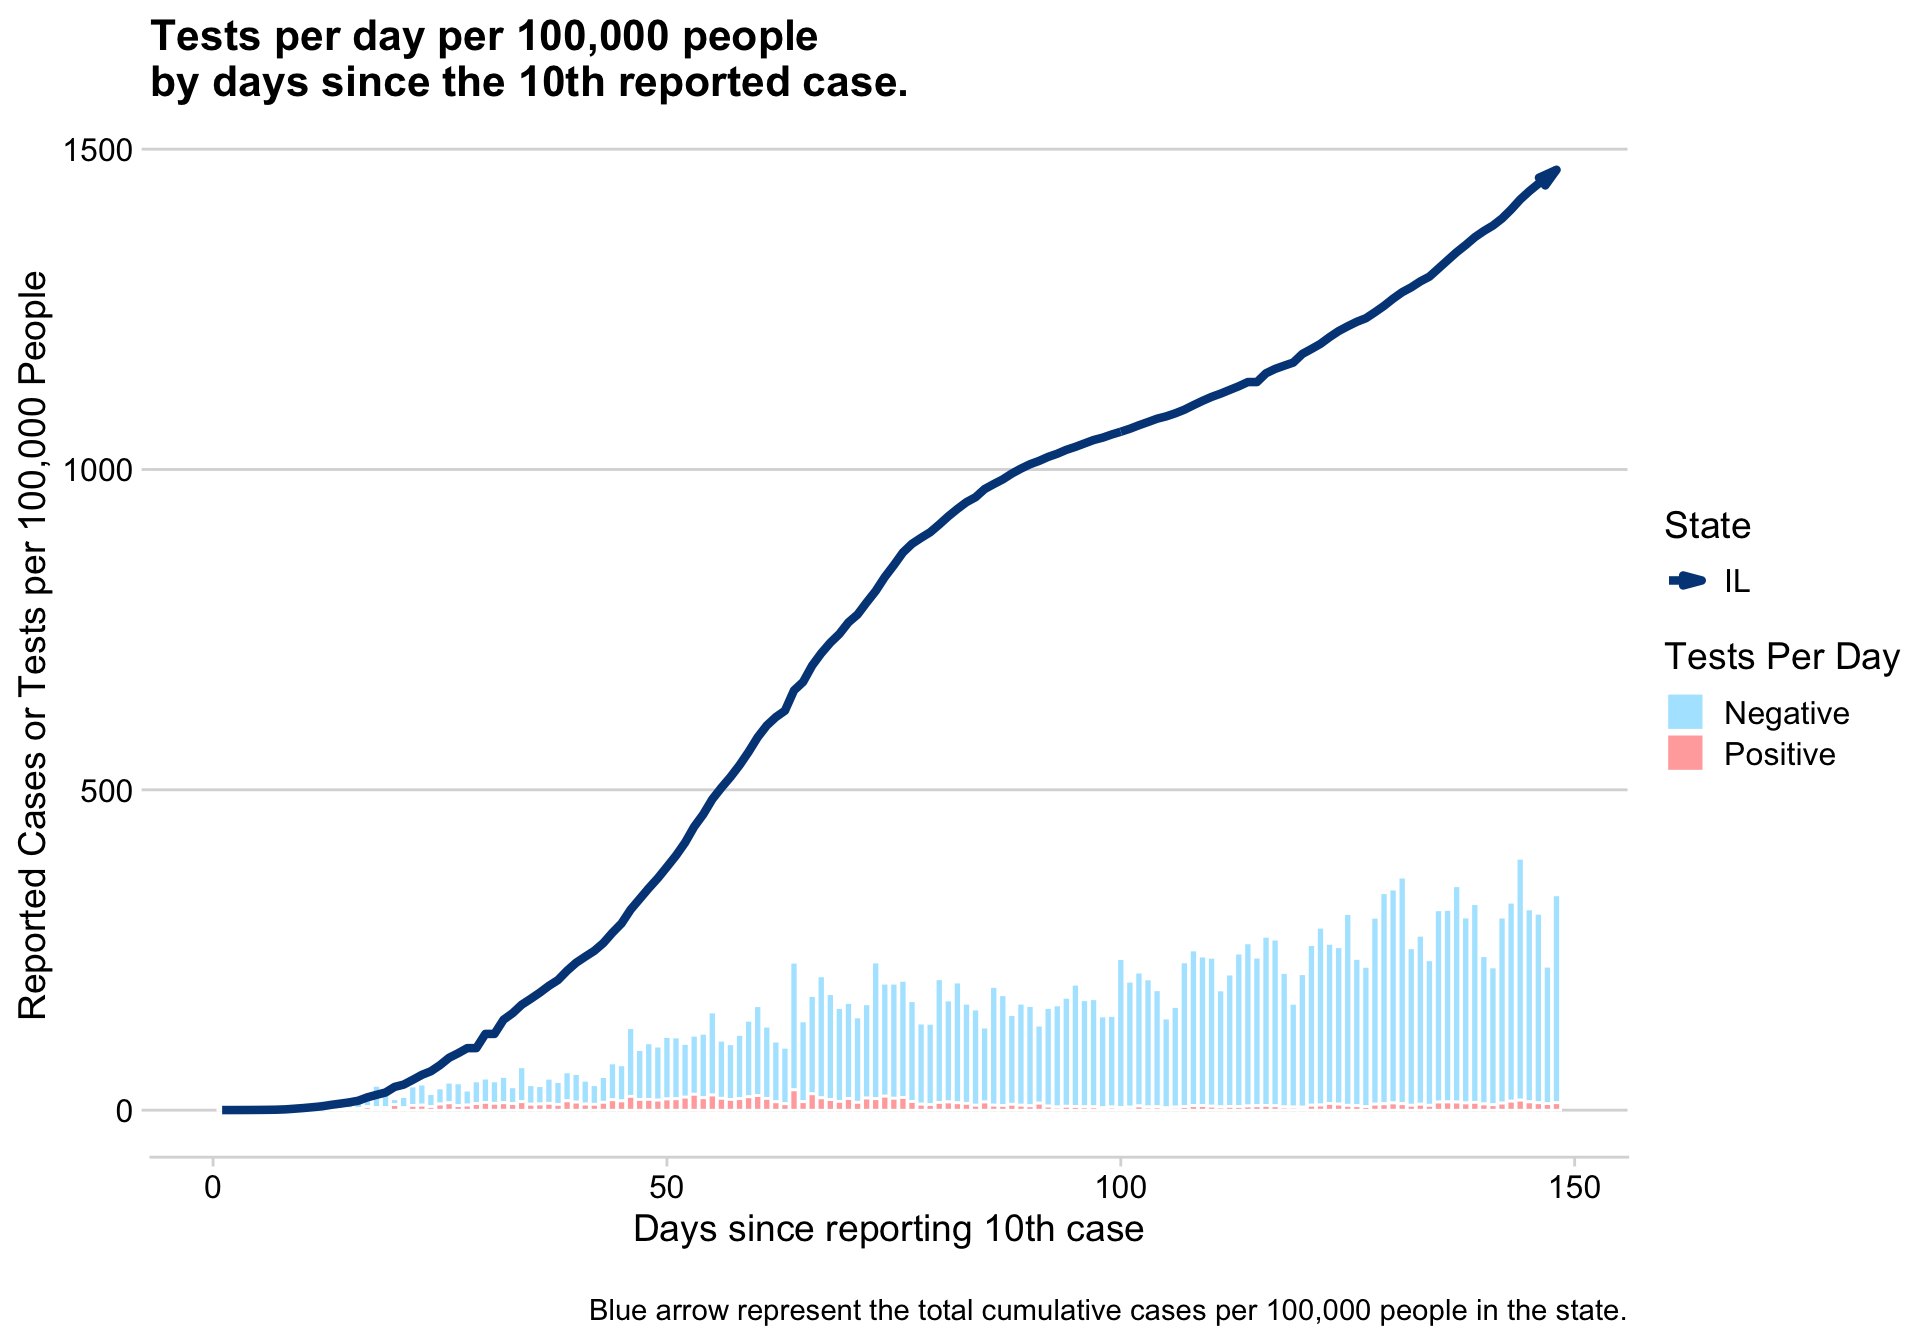 Tests per day per 100,000 people
by days since the 10th reported case.
1500
1000
500
0
Reported Cases or Tests per 100,000 People
0
50
100
150
Days since reporting 10th case
State
IL
Tests Per Day
Negative
Positive
Blue arrow represent the total cumulative cases per 100,000 people in the state.